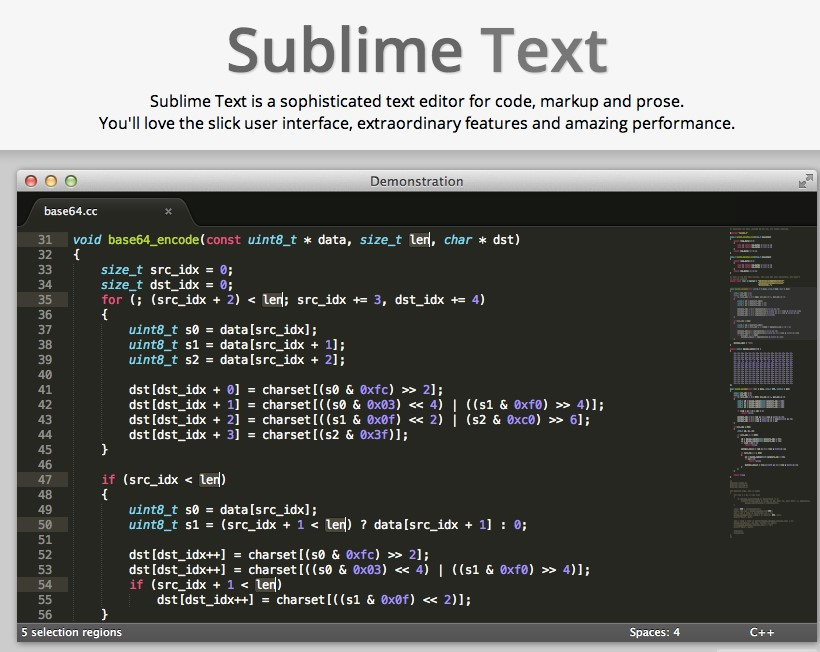 Sublime Text
Sublime Text is a sophisticated text editor for code, markup and prose.
You'll love the slick user interface, extraordinary features and amazing performance.
Demonstration
base64.cc ×
31 void base64_encode(const uint8_t * data, size_t len, char * dst)
32 {
33 size_t src_idx = 0;
34 size_t dst_idx = 0;
35 for (; (src_idx + 2) < len; src_idx += 3, dst_idx += 4)
36 {
37 uint8_t s0 = data[src_idx];
38 uint8_t s1 = data[src_idx + 1];
39 uint8_t s2 = data[src_idx + 2];
40
41 dst[dst_idx + 0] = charset[(s0 & 0xfc) >> 2];
42 dst[dst_idx + 1] = charset[((s0 & 0x03) << 4) | ((s1 & 0xf0) >> 4)];
43 dst[dst_idx + 2] = charset[((s1 & 0x0f) << 2) | (s2 & 0xc0) >> 6];
44 dst[dst_idx + 3] = charset[(s2 & 0x3f)];
45 }
46
47 if (src_idx < len)
48 {
49 uint8_t s0 = data[src_idx];
50 uint8_t s1 = (src_idx + 1 < len) ? data[src_idx + 1] : 0;
51
52 dst[dst_idx++] = charset[(s0 & 0xfc) >> 2];
53 dst[dst_idx++] = charset[((s0 & 0x03) << 4) | ((s1 & 0xf0) >> 4)];
54 if (src_idx + 1 < len)
55 dst[dst_idx++] = charset[((s1 & 0x0f) << 2)];
56 }
5 selection regions Spaces: 4 C++